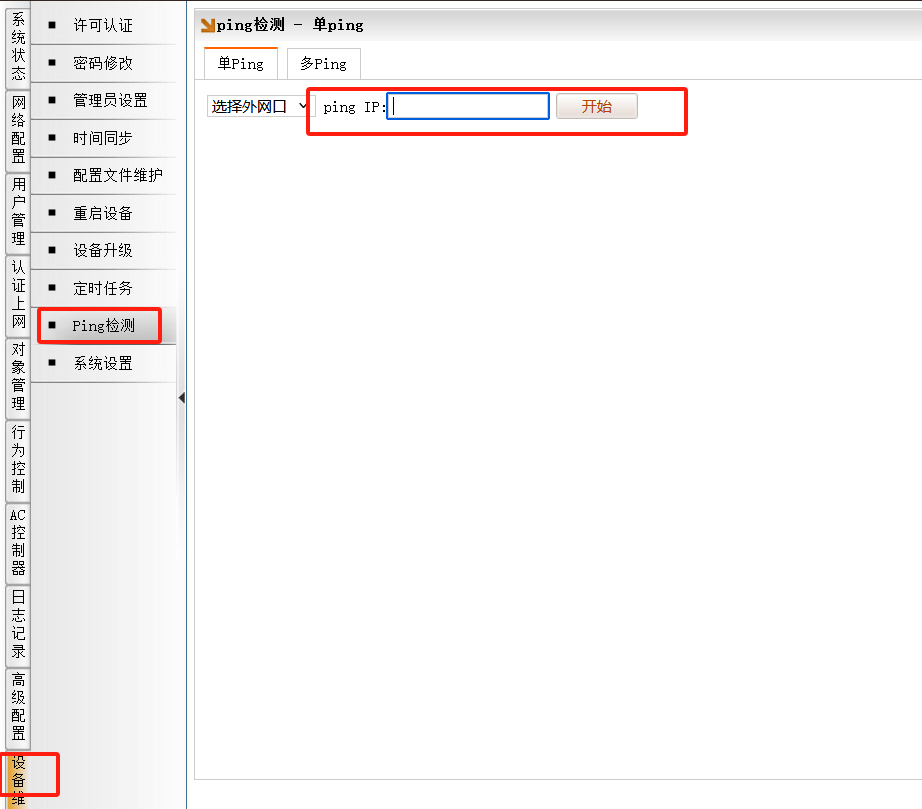 系统状态
网络配置
用户管理
认证上网
对象管理
行为控制
AC控制器
日志记录
高级配置
设备维
许可认证
密码修改
管理员设置
时间同步
配置文件维护
重启设备
设备升级
定时任务
Ping检测
系统设置
ping检测 - 单ping
单Ping 多Ping
选择外网口 ping IP: 开始